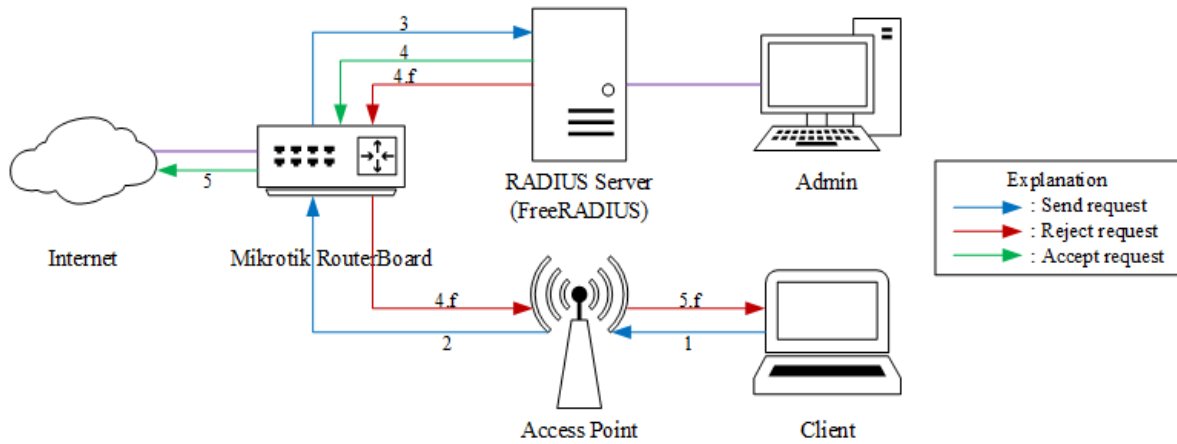 3
4
4.f
5
RADIUS Server
(FreeRADIUS)
Admin
Internet
Mikrotik RouterBoard
Explanation
: Send request
: Reject request
: Accept request
4.f
5.f
2
1
Access Point
Client